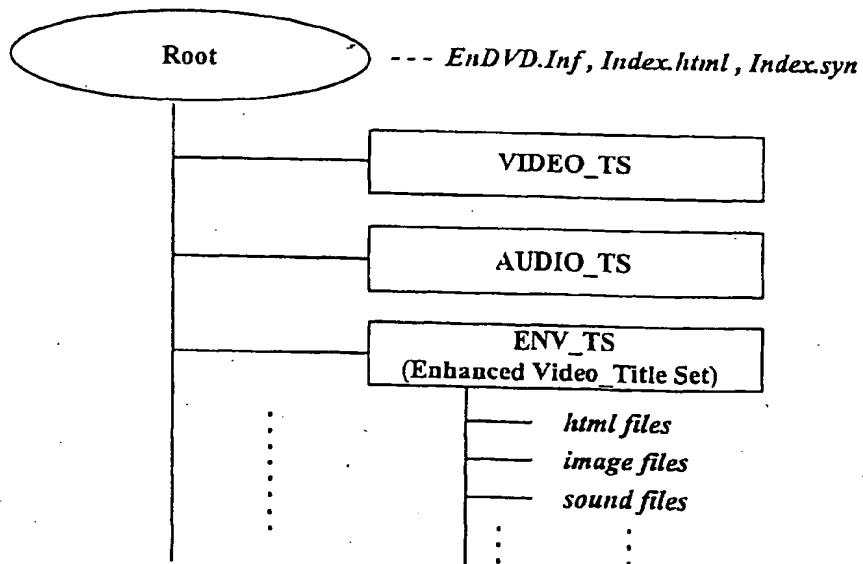 Root
--- EnDVD.Inf, Index.html, Index.syn
VIDEO_TS
AUDIO_TS
ENV_TS
(Enhanced Video_Title Set)
html files
image files
sound files